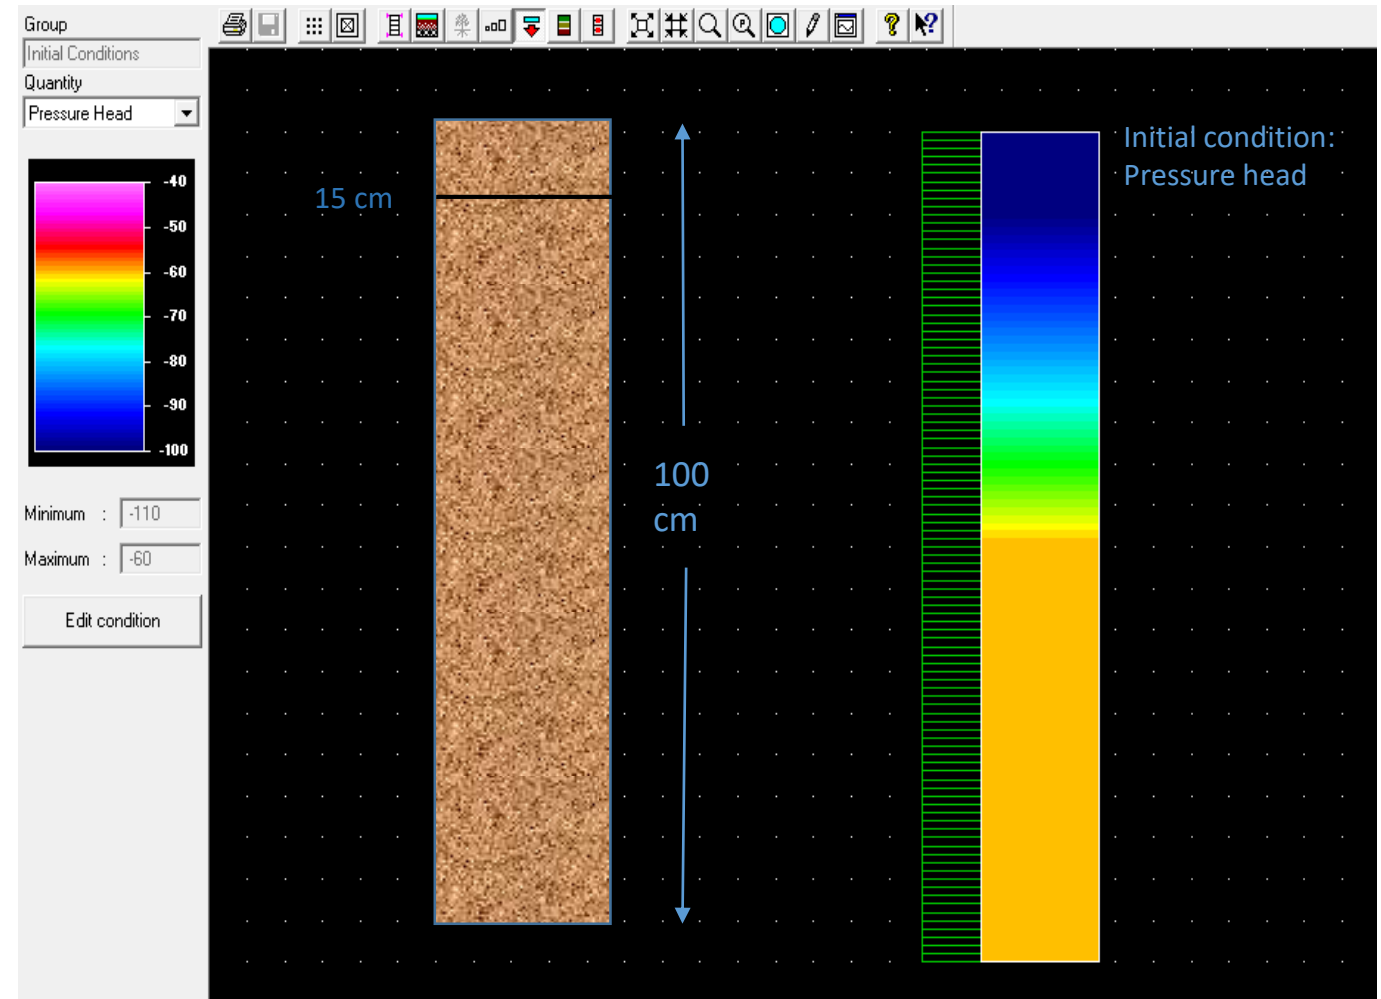 Group
Initial Conditions
Quantity
Pressure Head
-40
-50
-60
-70
-80
-90
-100
Minimum : -110
Maximum : -60
Edit condition
15 cm
100
cm
Initial condition:
Pressure head